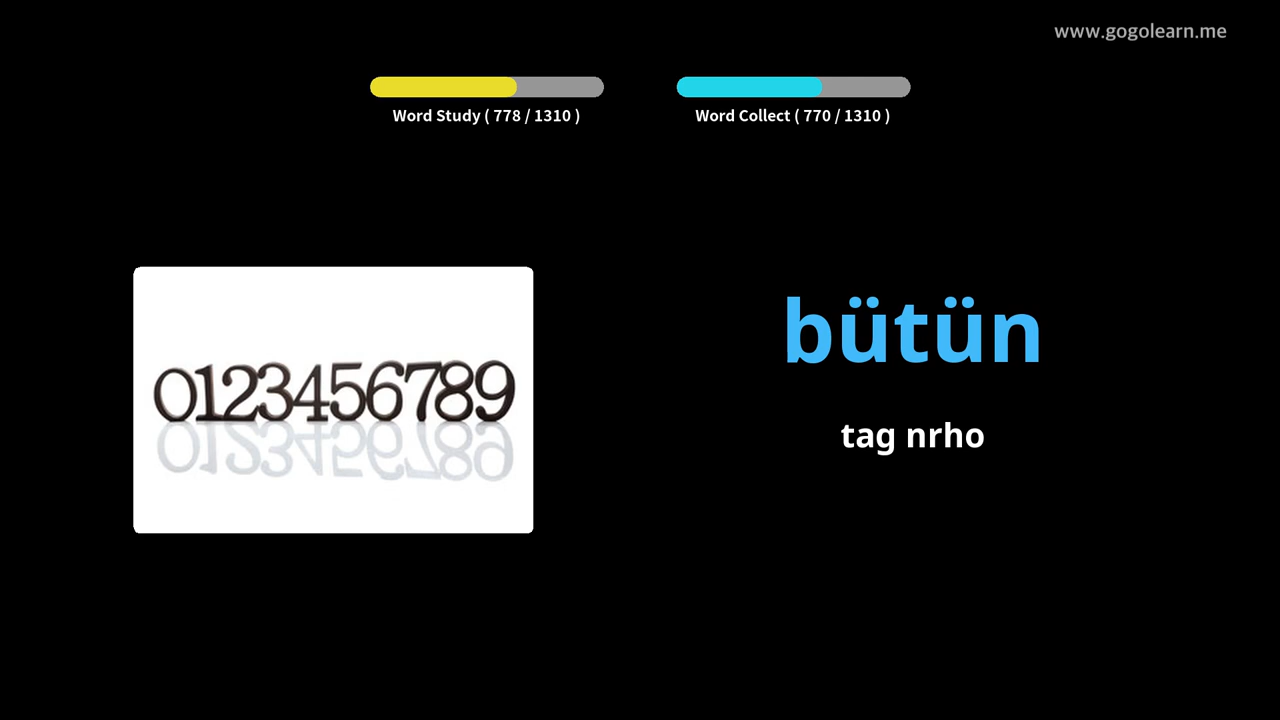 www.gogolearn.me
Word Study ( 778 / 1310 )
Word Collect ( 770 / 1310 )
0123456789
bütün
tag nrho